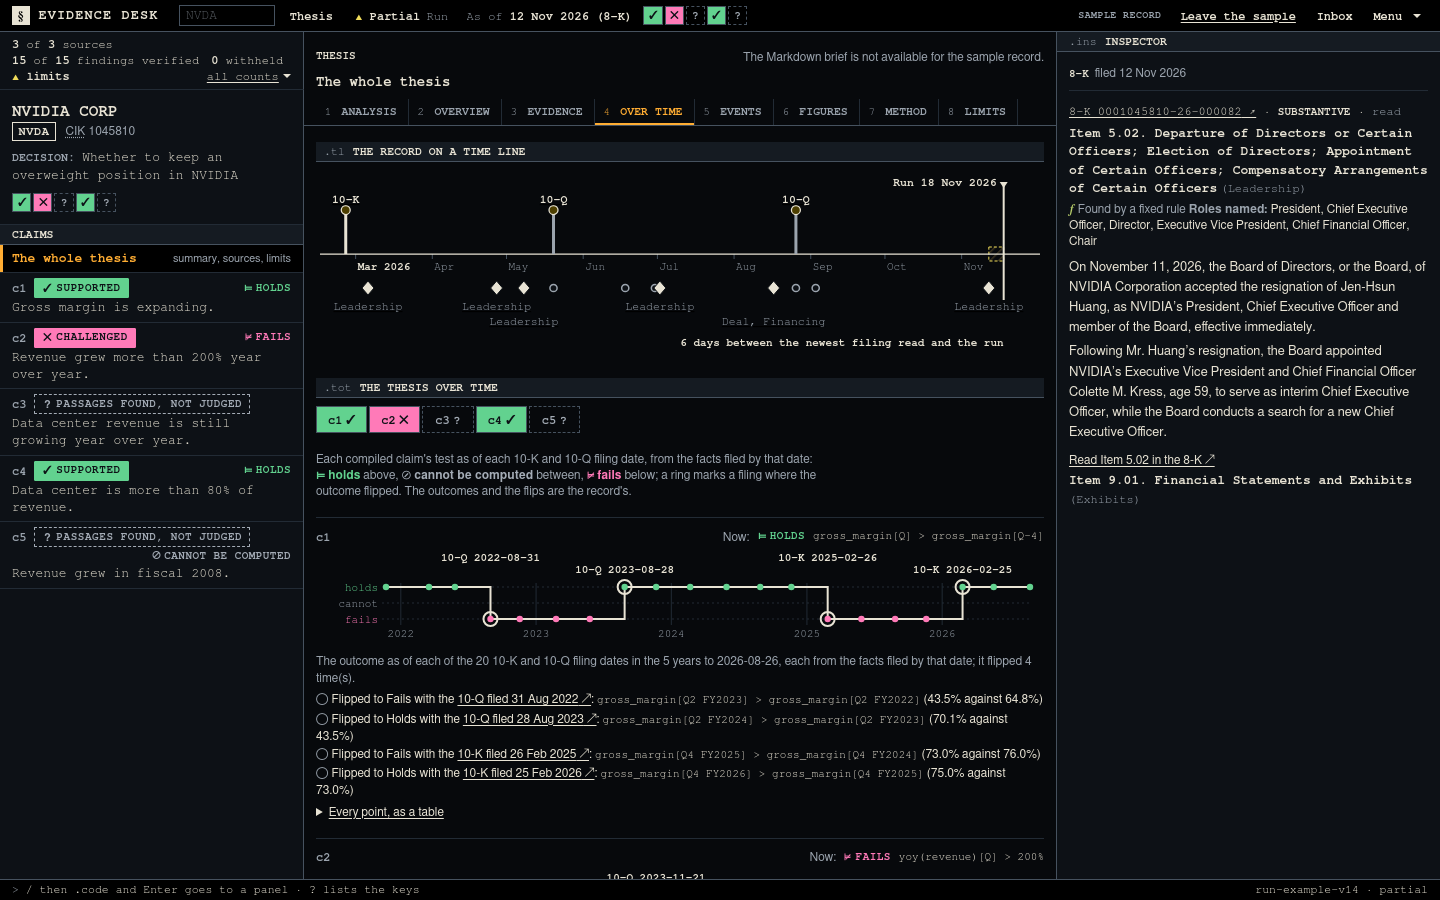 § EVIDENCE DESK NVDA Thesis ▲ Partial Run As of 12 Nov 2026 (8-K) ✓ ✕ ? ✓ ? SAMPLE RECORD Leave the sample Inbox Menu
3 of 3 sources
15 of 15 findings verified 0 withheld
▲ limits all counts
NVIDIA CORP
NVDA CIK 1045810
DECISION: Whether to keep an
overweight position in NVIDIA
✓ ✕ ? ✓ ?
CLAIMS
The whole thesis summary, sources, limits
c1 ✓ SUPPORTED ⊨ HOLDS
Gross margin is expanding.
c2 ✕ CHALLENGED ⊭ FAILS
Revenue grew more than 200% year
over year.
c3 ? PASSAGES FOUND, NOT JUDGED
Data center revenue is still
growing year over year.
c4 ✓ SUPPORTED ⊨ HOLDS
Data center is more than 80% of
revenue.
c5 ? PASSAGES FOUND, NOT JUDGED
⊘ CANNOT BE COMPUTED
Revenue grew in fiscal 2008.
THESIS The Markdown brief is not available for the sample record.
The whole thesis
1 ANALYSIS 2 OVERVIEW 3 EVIDENCE 4 OVER TIME 5 EVENTS 6 FIGURES 7 METHOD 8 LIMITS
.tl THE RECORD ON A TIME LINE
Run 18 Nov 2026
10-K 10-Q 10-Q
Mar 2026 Apr May Jun Jul Aug Sep Oct Nov
Leadership Leadership Leadership Leadership
Leadership Deal, Financing
6 days between the newest filing read and the run
.tot THE THESIS OVER TIME
c1 ✓ c2 ✕ c3 ? c4 ✓ c5 ?
Each compiled claim's test as of each 10-K and 10-Q filing date, from the facts filed by that date:
⊨ holds above, ⊘ cannot be computed between, ⊭ fails below; a ring marks a filing where the
outcome flipped. The outcomes and the flips are the record's.
c1 Now: ⊨ HOLDS gross_margin[Q] > gross_margin[Q-4]
10-Q 2022-08-31 10-K 2025-02-26
10-Q 2023-08-28 10-K 2026-02-25
holds
cannot
fails
2022 2023 2024 2025 2026
The outcome as of each of the 20 10-K and 10-Q filing dates in the 5 years to 2026-08-26, each from the facts filed by that date; it flipped 4
time(s).
Flipped to Fails with the 10-Q filed 31 Aug 2022 ↗: gross_margin[Q2 FY2023] > gross_margin[Q2 FY2022] (43.5% against 64.8%)
Flipped to Holds with the 10-Q filed 28 Aug 2023 ↗: gross_margin[Q2 FY2024] > gross_margin[Q2 FY2023] (70.1% against
43.5%)
Flipped to Fails with the 10-K filed 26 Feb 2025 ↗: gross_margin[Q4 FY2025] > gross_margin[Q4 FY2024] (73.0% against 76.0%)
Flipped to Holds with the 10-K filed 25 Feb 2026 ↗: gross_margin[Q4 FY2026] > gross_margin[Q4 FY2025] (75.0% against
73.0%)
▶ Every point, as a table
c2 Now: ⊭ FAILS yoy(revenue)[Q] > 200%
10-Q 2023-11-21
.ins INSPECTOR
8-K filed 12 Nov 2026
8-K 0001045810-26-000082 ↗ · SUBSTANTIVE · read
Item 5.02. Departure of Directors or Certain
Officers; Election of Directors; Appointment
of Certain Officers; Compensatory Arrangements
of Certain Officers (Leadership)
ƒ Found by a fixed rule Roles named: President, Chief Executive
Officer, Director, Executive Vice President, Chief Financial Officer,
Chair
On November 11, 2026, the Board of Directors, or the Board, of
NVIDIA Corporation accepted the resignation of Jen-Hsun
Huang, as NVIDIA's President, Chief Executive Officer and
member of the Board, effective immediately.
Following Mr. Huang's resignation, the Board appointed
NVIDIA's Executive Vice President and Chief Financial Officer
Colette M. Kress, age 59, to serve as interim Chief Executive
Officer, while the Board conducts a search for a new Chief
Executive Officer.
Read Item 5.02 in the 8-K ↗
Item 9.01. Financial Statements and Exhibits
(Exhibits)
> / then .code and Enter goes to a panel · ? lists the keys run-example-v14 · partial